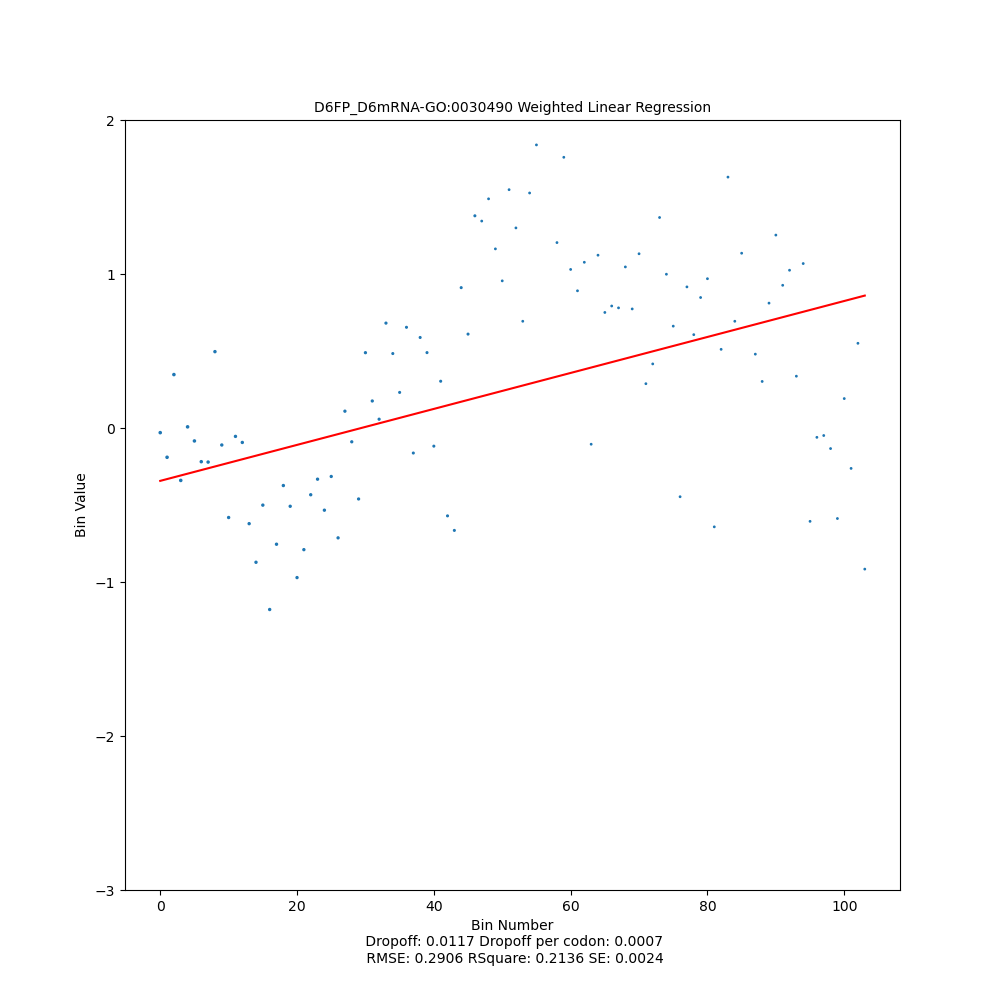 D6FP_D6mRNA-GO:0030490 Weighted Linear Regression
2
1
0
−1
−2
−3
Bin Value
0 20 40 60 80 100
Bin Number
Dropoff: 0.0117 Dropoff per codon: 0.0007
RMSE: 0.2906 RSquare: 0.2136 SE: 0.0024